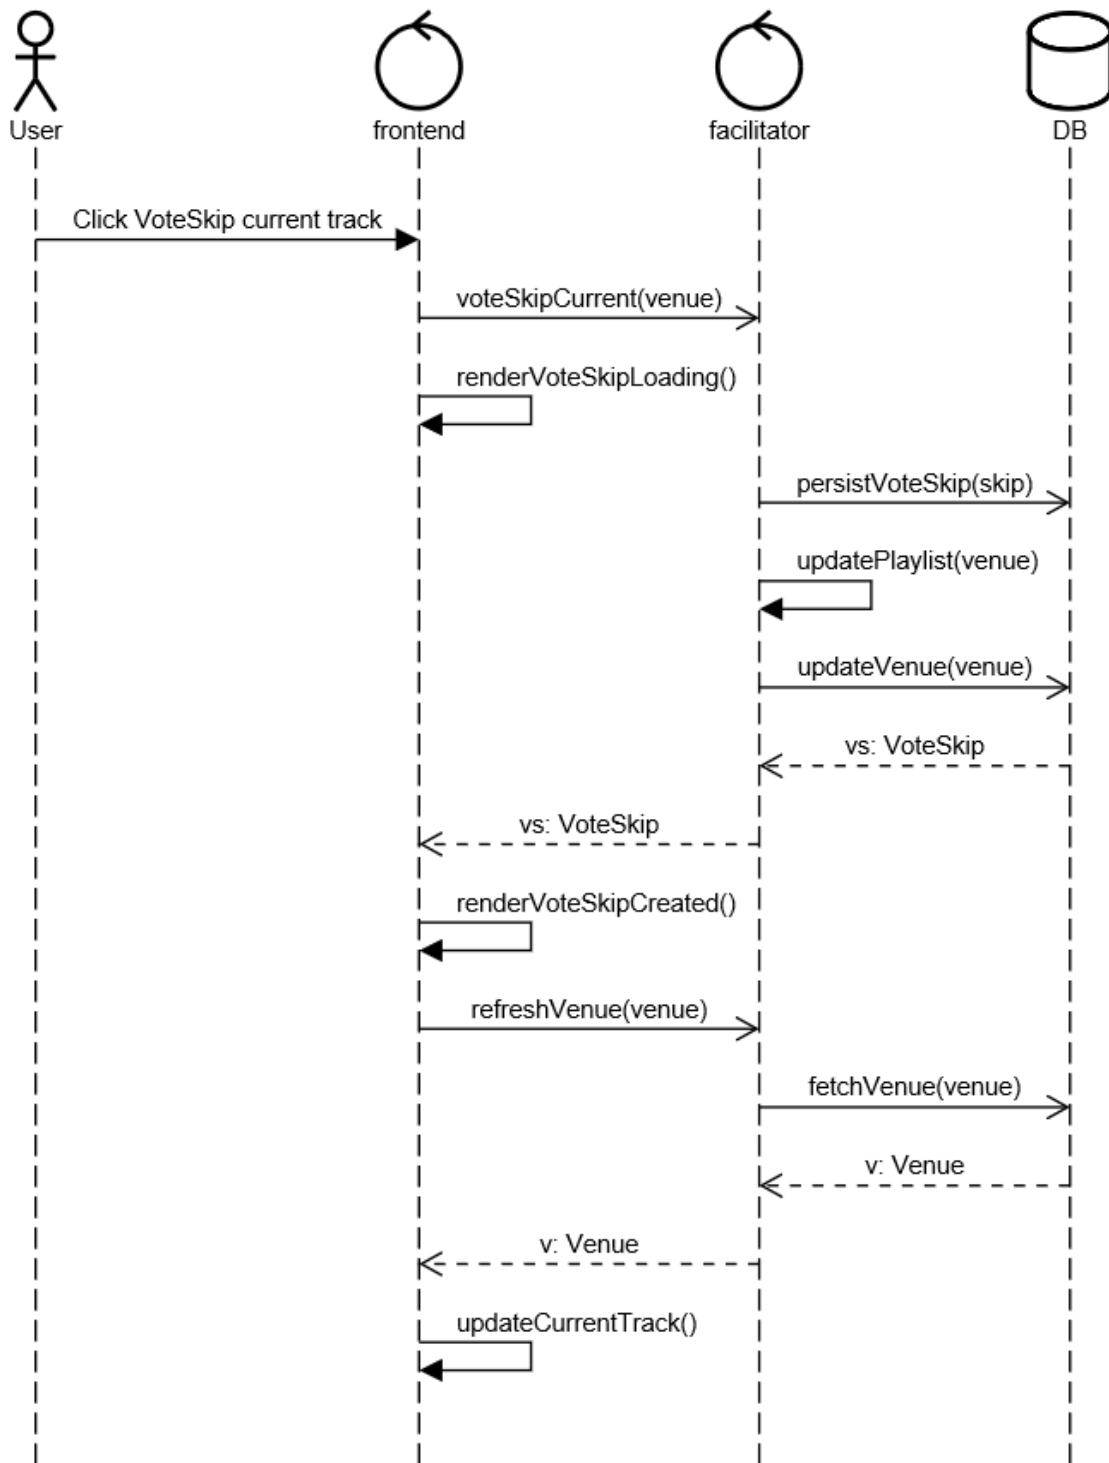 User
frontend
facilitator
DB
Click VoteSkip current track
voteSkipCurrent(venue)
renderVoteSkipLoading()
persistVoteSkip(skip)
updatePlaylist(venue)
updateVenue(venue)
vs: VoteSkip
vs: VoteSkip
renderVoteSkipCreated()
refreshVenue(venue)
fetchVenue(venue)
v: Venue
v: Venue
updateCurrentTrack()